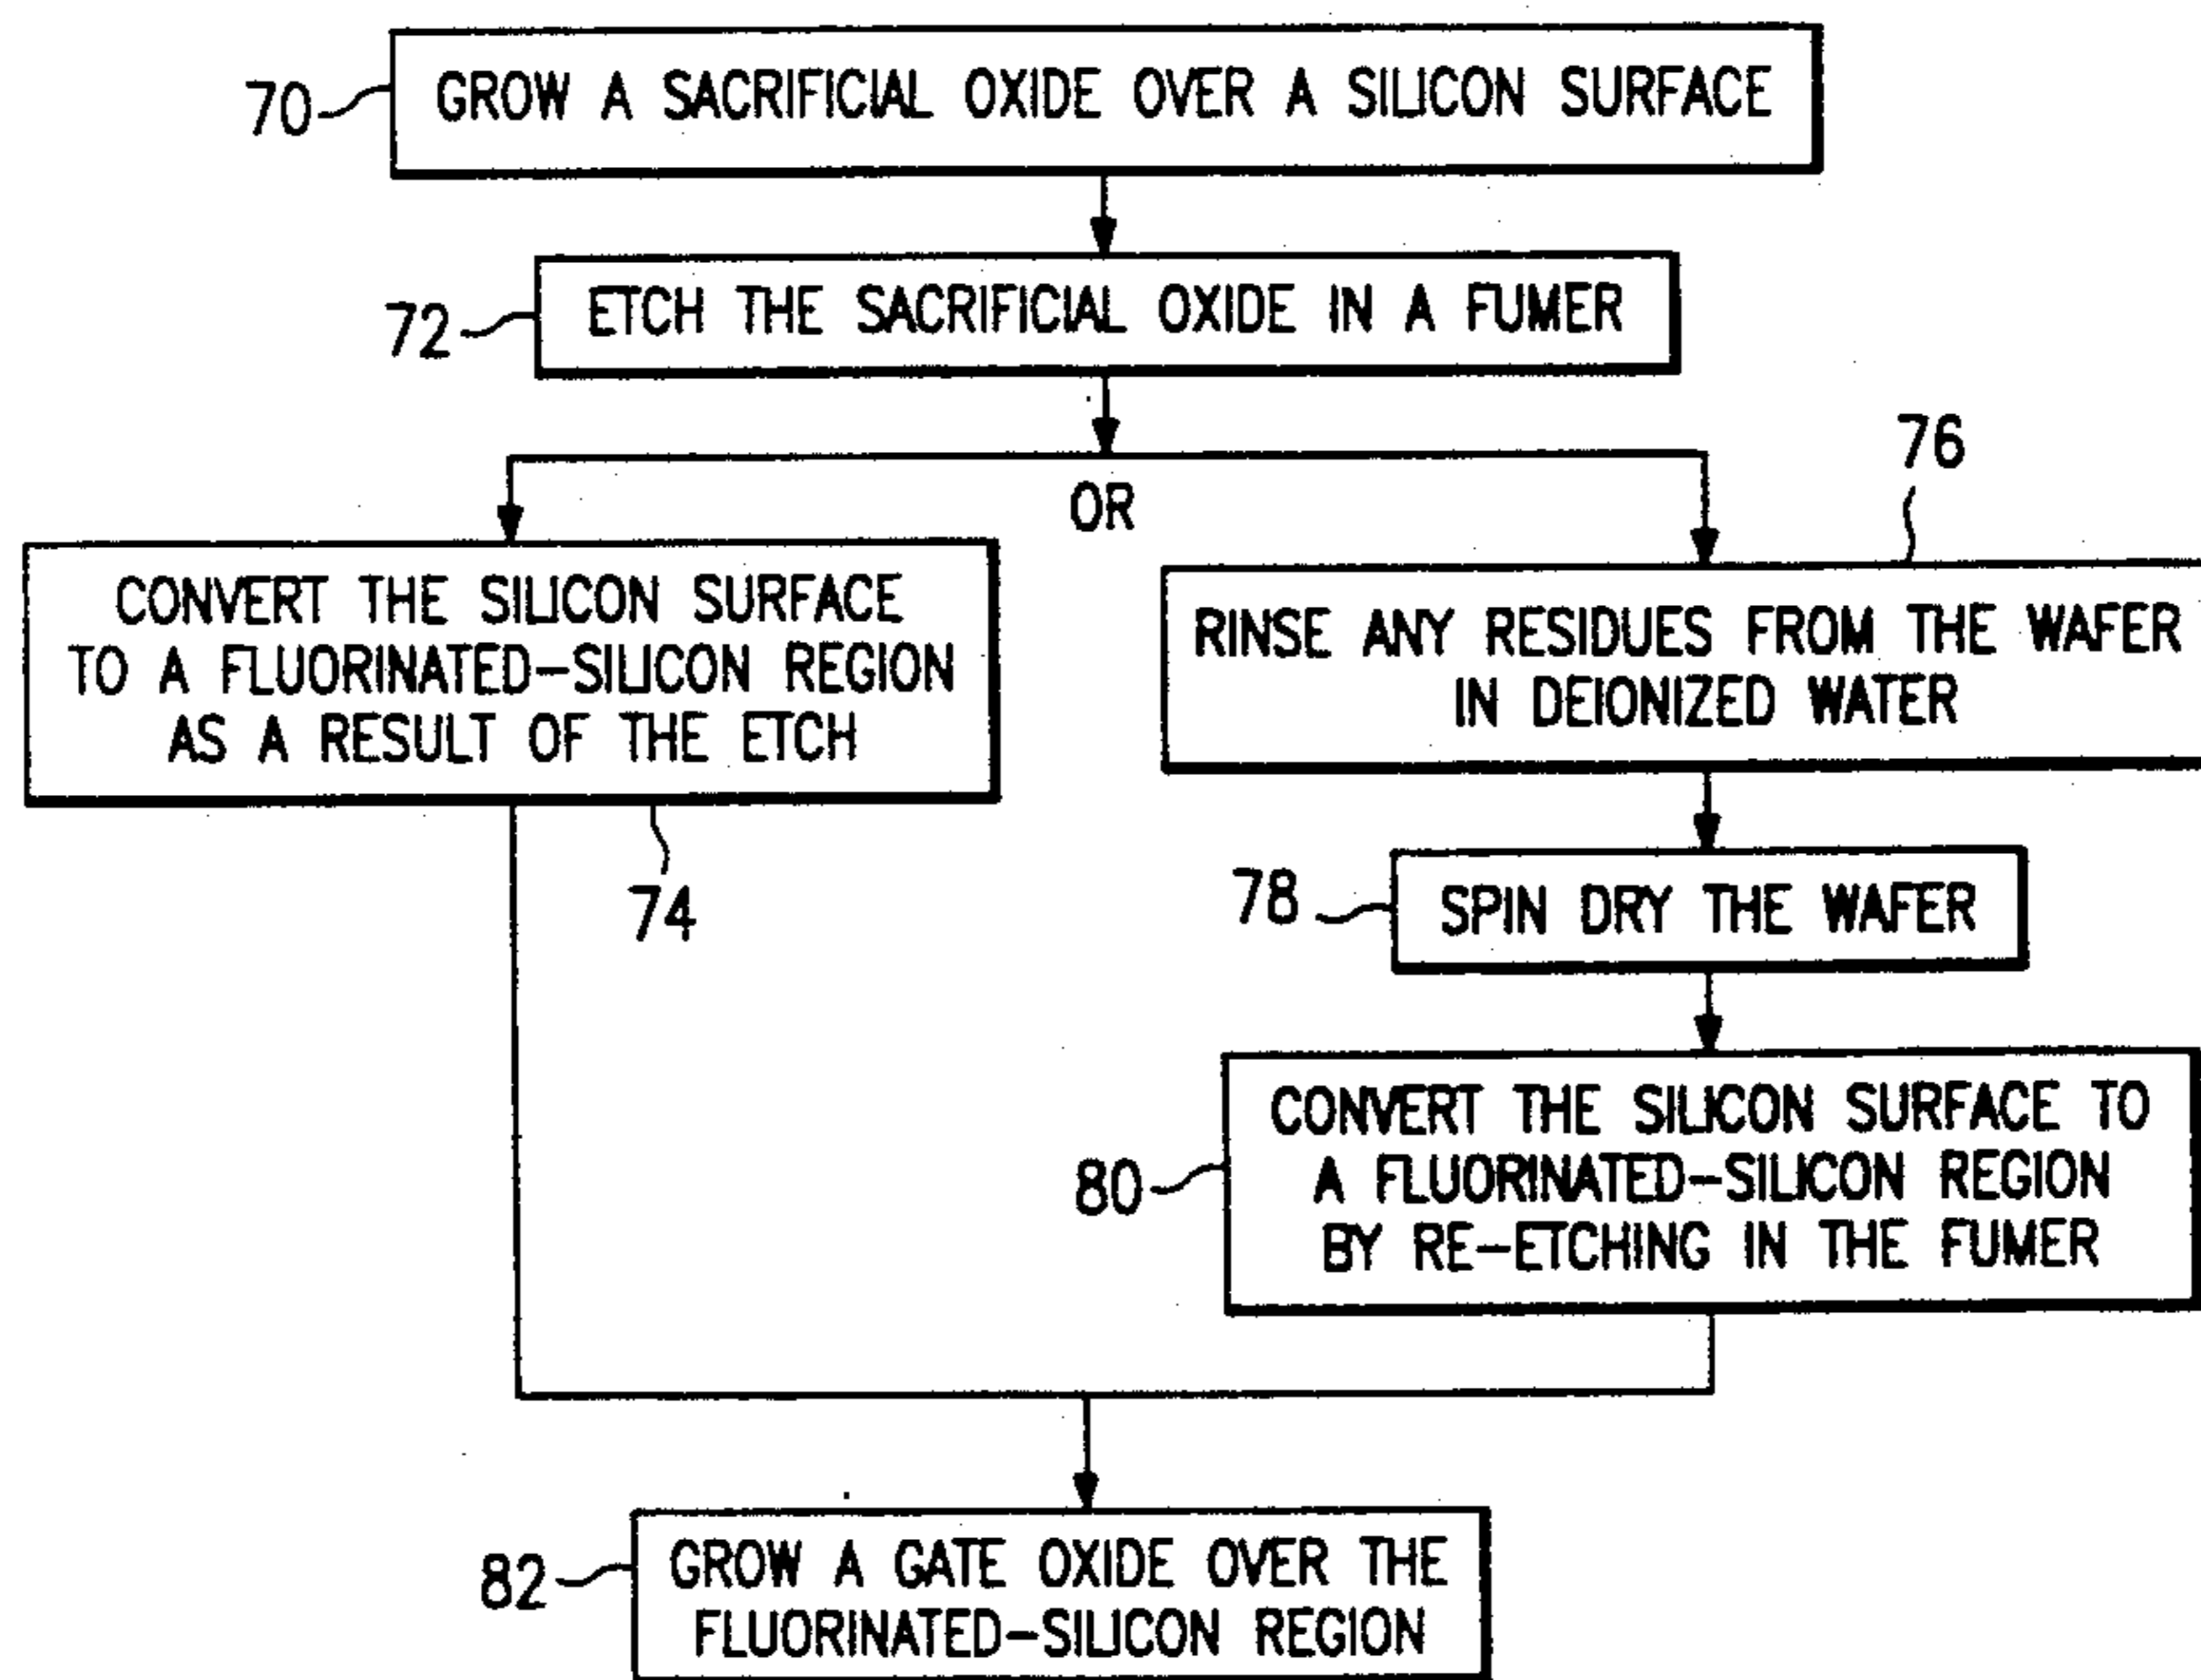 70
GROW A SACRIFICIAL OXIDE OVER A SILICON SURFACE
72
ETCH THE SACRIFICIAL OXIDE IN A FUMER
OR
76
CONVERT THE SILICON SURFACE
TO A FLUORINATED-SILICON REGION
AS A RESULT OF THE ETCH
74
RINSE ANY RESIDUES FROM THE WAFER
IN DEIONIZED WATER
78
SPIN DRY THE WAFER
80
CONVERT THE SILICON SURFACE TO
A FLUORINATED-SILICON REGION
BY RE-ETCHING IN THE FUMER
82
GROW A GATE OXIDE OVER THE
FLUORINATED-SILICON REGION